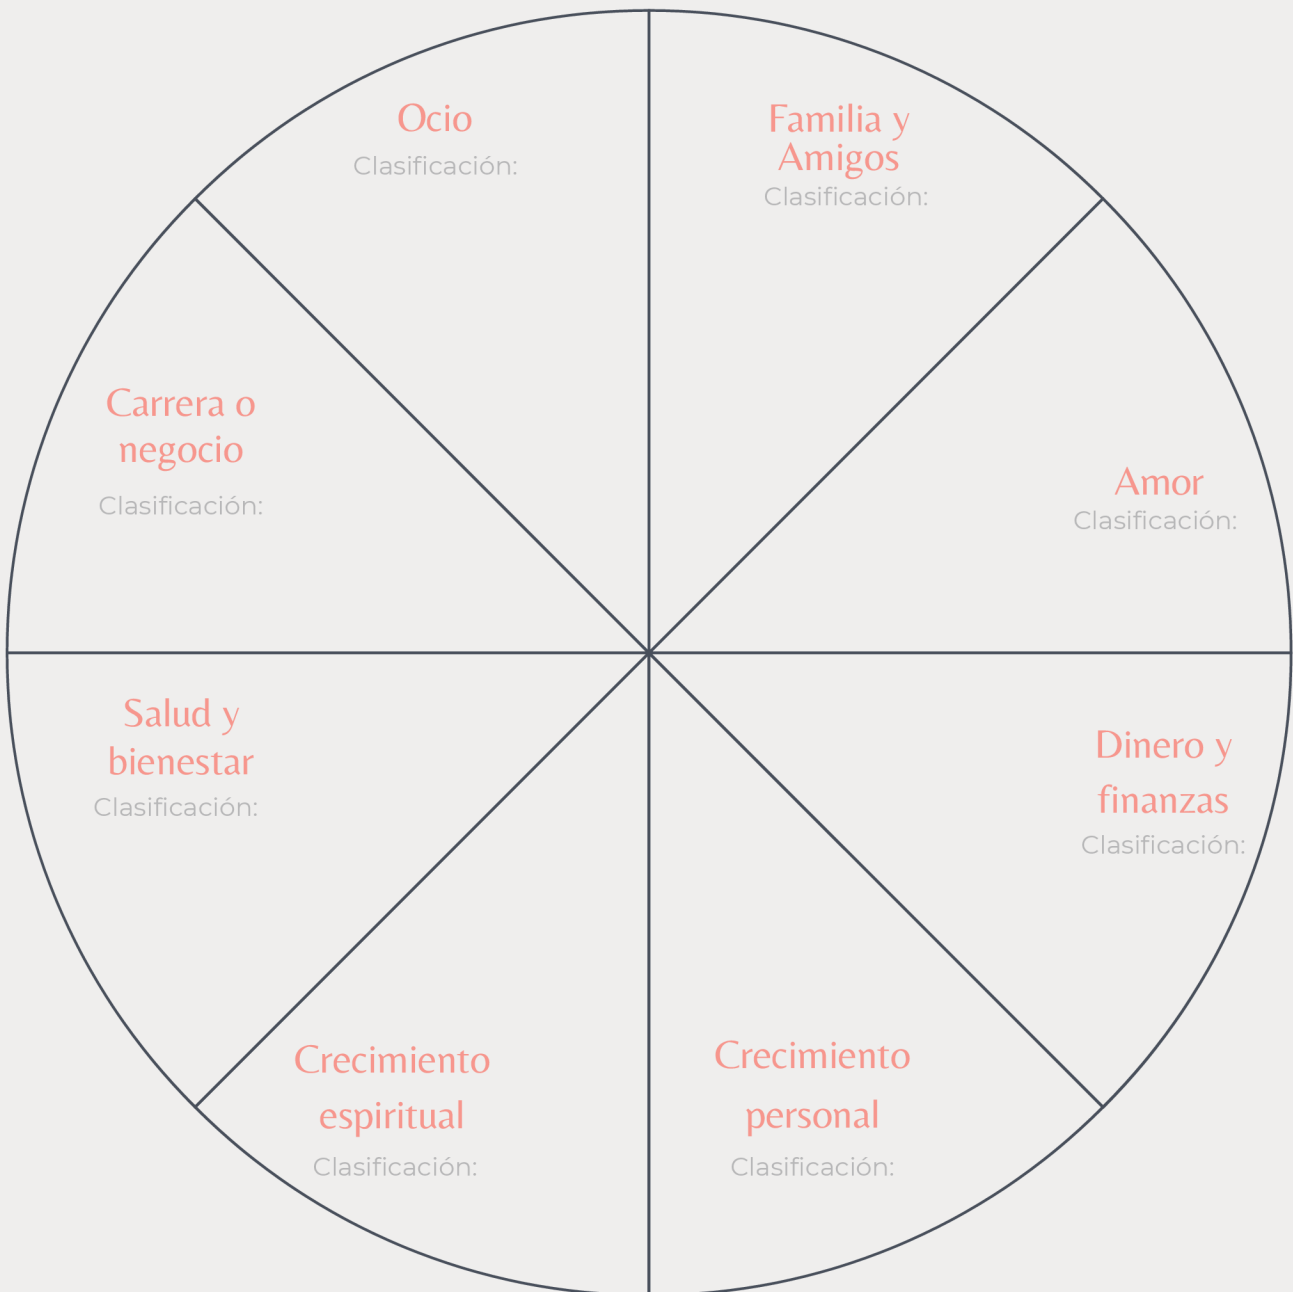 Ocio
Clasificación:
Familia y
Amigos
Clasificación:
Carrera o
negocio
Clasificación:
Amor
Clasificación:
Salud y
bienestar
Clasificación:
Dinero y
finanzas
Clasificación:
Crecimiento
espiritual
Clasificación:
Crecimiento
personal
Clasificación: